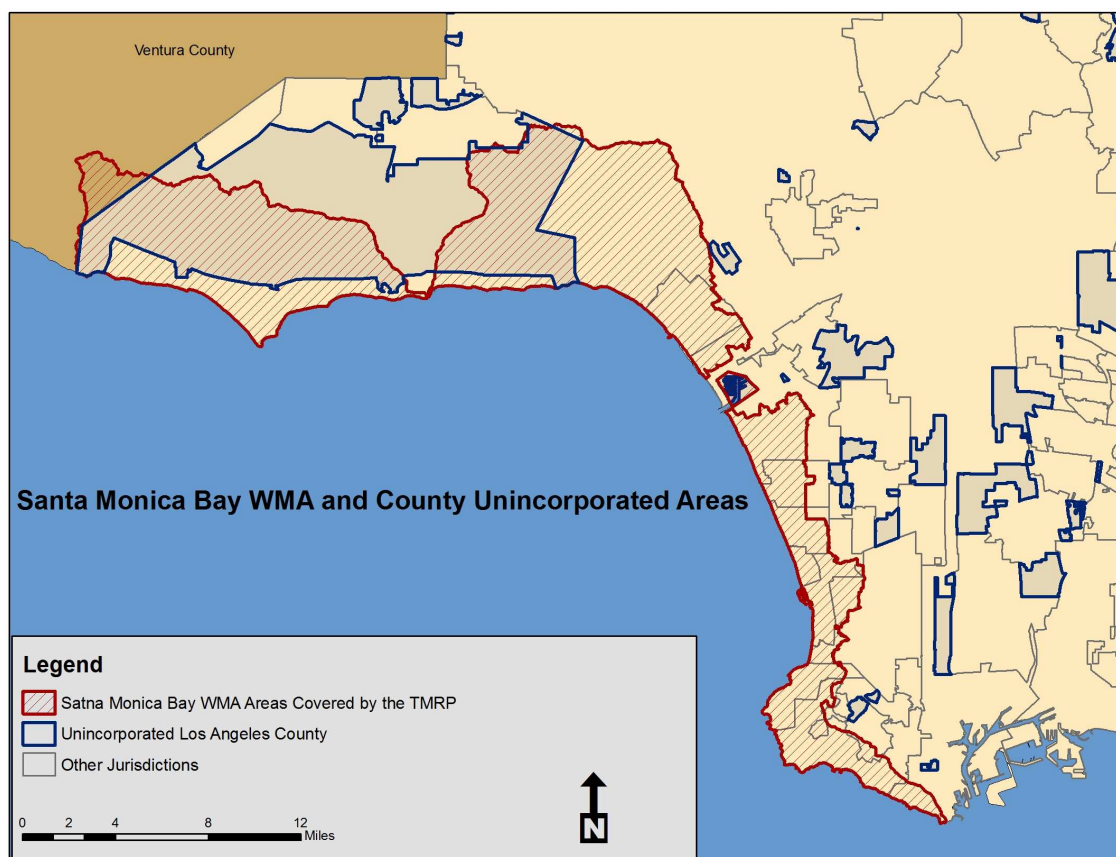 Ventura County
Santa Monica Bay WMA and County Unincorporated Areas
Legend
Satna Monica Bay WMA Areas Covered by the TMRP
Unincorporated Los Angeles County
Other Jurisdictions
0 2 4 8 12
Miles
N